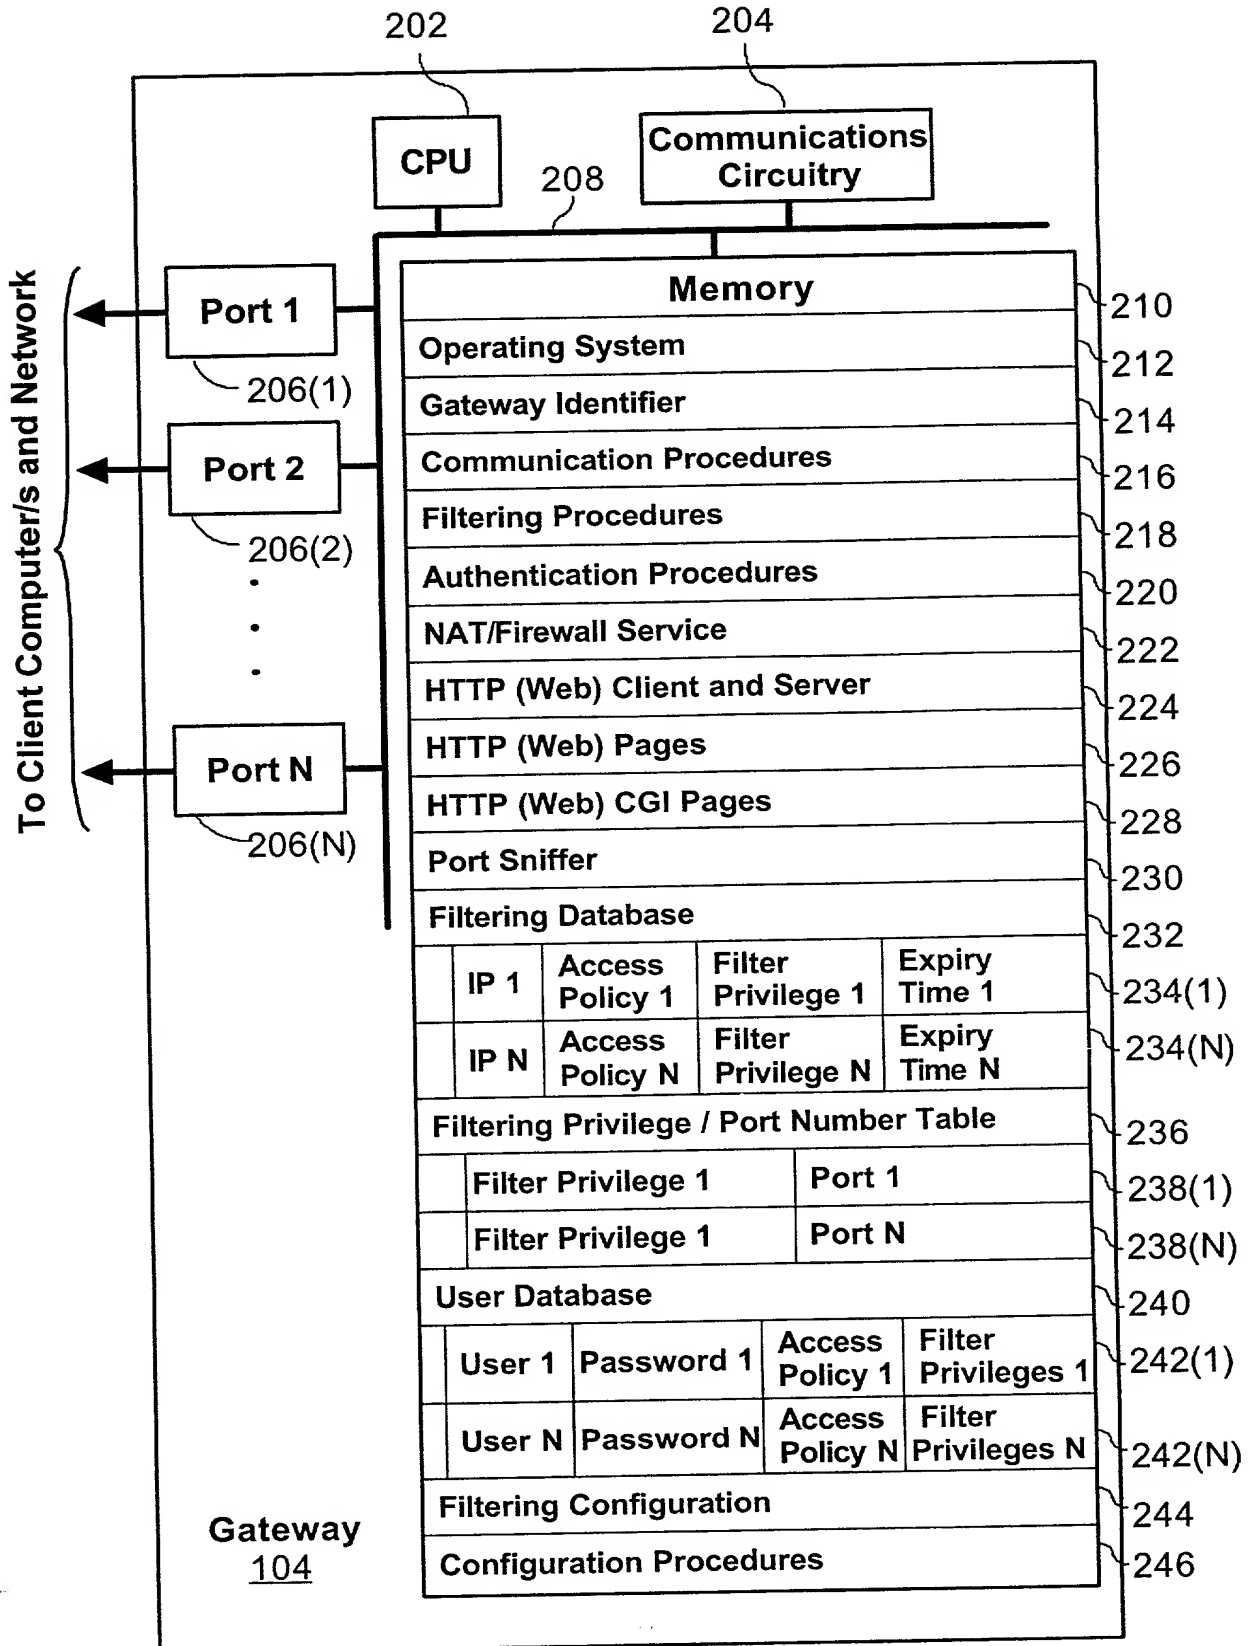 202
204
CPU
Communications
Circuitry
208
To Client Computer/s and Network
Port 1
206(1)
Port 2
206(2)
Port N
206(N)
Memory
210
Operating System
212
Gateway Identifier
214
Communication Procedures
216
Filtering Procedures
218
Authentication Procedures
220
NAT/Firewall Service
222
HTTP (Web) Client and Server
224
HTTP (Web) Pages
226
HTTP (Web) CGI Pages
228
Port Sniffer
230
Filtering Database
232
IP 1
Access
Policy 1
Filter
Privilege 1
Expiry
Time 1
234(1)
IP N
Access
Policy N
Filter
Privilege N
Expiry
Time N
234(N)
Filtering Privilege / Port Number Table
236
Filter Privilege 1
Port 1
238(1)
Filter Privilege 1
Port N
238(N)
User Database
240
User 1
Password 1
Access
Policy 1
Filter
Privileges 1
242(1)
User N
Password N
Access
Policy N
Filter
Privileges N
242(N)
Filtering Configuration
244
Configuration Procedures
246
Gateway
104